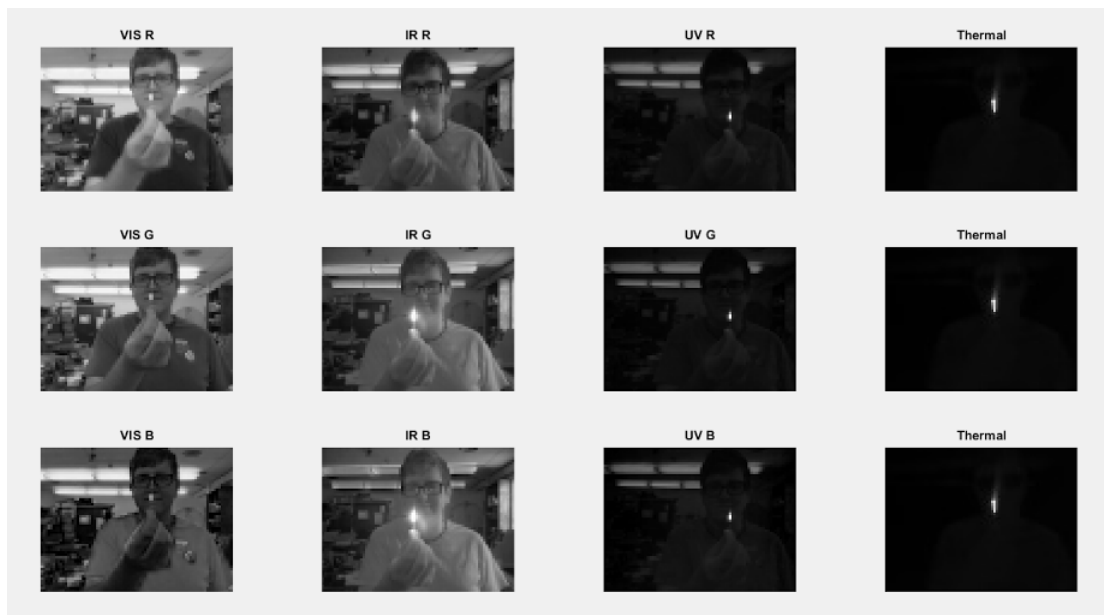 VIS R IR R UV R Thermal
VIS G IR G UV G Thermal
VIS B IR B UV B Thermal